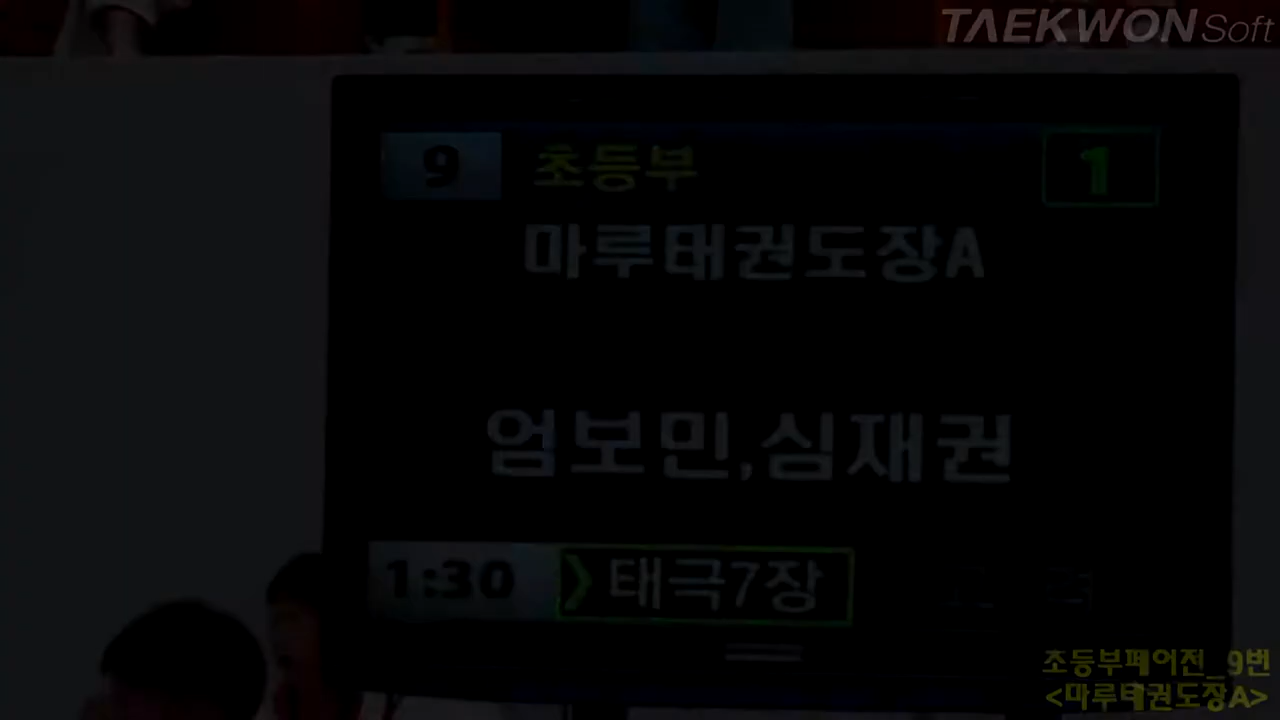 TAEKWON Soft
9 초등부 1
마루태권도장A
엄보민,심재권
1:30 》 태극7장
초등부페어전_9번
<마루태권도장A>